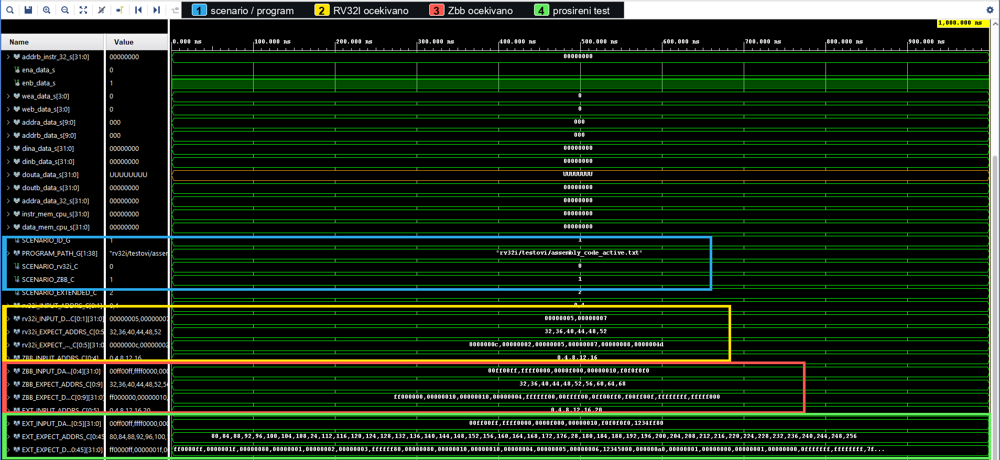 1 scenario / program 2 RV32I ocekivano 3 Zbb ocekivano 4 prosireni test
1,000.000 ns
Name Value 0.000 ns 100.000 ns 200.000 ns 300.000 ns 400.000 ns 500.000 ns 600.000 ns 700.000 ns 800.000 ns 900.000 ns
addrb_instr_32_s[31:0] 00000000 00000000
ena_data_s 0
enb_data_s 1
wea_data_s[3:0] 0 0
web_data_s[3:0] 0 0
addra_data_s[9:0] 000 000
addrb_data_s[9:0] 000 000
dina_data_s[31:0] 00000000 00000000
dinb_data_s[31:0] 00000000 00000000
douta_data_s[31:0] UUUUUUUU UUUUUUUU
doutb_data_s[31:0] 00000000 00000000
addra_data_32_s[31:0] 00000000 00000000
instr_mem_cpu_s[31:0] 00000000 00000000
data_mem_cpu_s[31:0] 00000000 00000000
SCENARIO_ID_G 1 1
PROGRAM_PATH_G[1:38] "rv32i/testovi/asser "rv32i/testovi/assembly_code_active.txt"
SCENARIO_rv32i_C 0 0
SCENARIO_ZBB_C 1 1
SCENARIO_EXTENDED_C 2 2
rv32i_INPUT_ADDRS_C[0:1] 0,4 0,4
rv32i_INPUT_D...C[0:1][31:0] 00000005,00000007 00000005,00000007
rv32i_EXPECT_ADDRS_C[0:5 32,36,40,44,48,52 32,36,40,44,48,52
rv32i_EXPECT_..._C[0:5][31:0 0000000c,00000002 0000000c,00000002,00000005,00000007,00000008,0000004d
ZBB_INPUT_ADDRS_C[0:4] 0,4,8,12,16 0,4,8,12,16
ZBB_INPUT_DA...[0:4][31:0] 00ff00ff,ffff0000,000 00ff00ff,ffff0000,0000f000,00000010,f0f0f0f0
ZBB_EXPECT_ADDRS_C[0:9] 32,36,40,44,48,52,56 32,36,40,44,48,52,56,60,64,68
ZBB_EXPECT_D...C[0:9][31:0] ff000000,00000010, ff000000,00000010,00000010,00000004,ffffff00,00ffff00,0ff00ff0,f00ff00f,ffffffff,fffff000
EXT_INPUT_ADDRS_C[0:5] 0,4,8,12,16,20 0,4,8,12,16,20
EXT_INPUT_DA...[0:5][31:0] 00ff00ff,ffff0000,000 00ff00ff,ffff0000,0000f000,00000010,f0f0f0f0,1234ff80
EXT_EXPECT_ADDRS_C[0:45 80,84,88,92,96,100, 80,84,88,92,96,100,104,108,24,112,116,120,124,128,132,136,140,144,148,152,156,160,164,168,172,176,28,180,184,188,192,196,200,204,208,212,216,220,224,228,232,236,240,244,248,256
EXT_EXPECT_D...0:45][31:0] ff0000ff,0000001f,0 ff0000ff,0000001f,00000080,00000001,00000002,00000003,ffffff80,00000080,00000010,00000010,00000004,00000005,00000006,12345000,000000a0,00000001,00000000,00000001,00000000,0fffffff,ffffffff,7f...